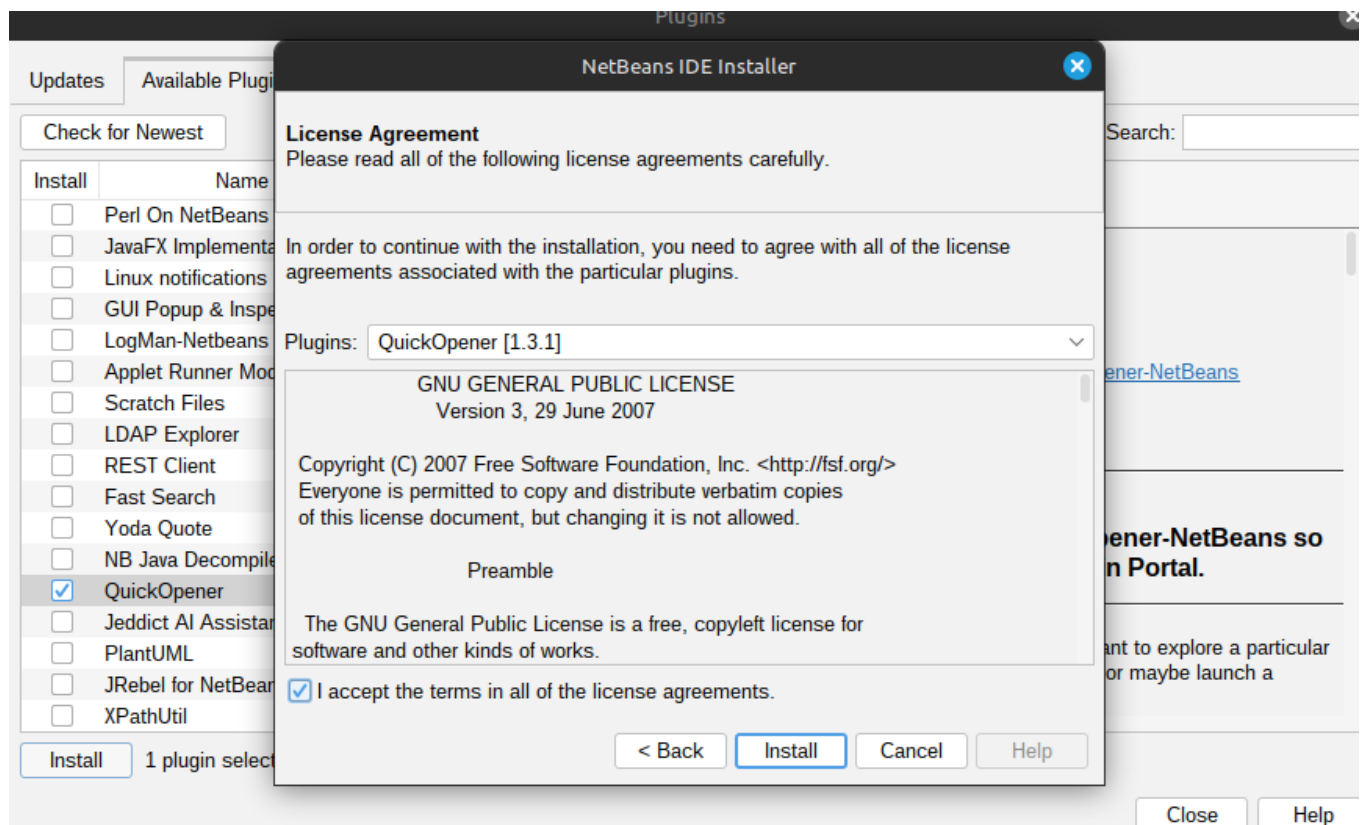 Plugins
NetBeans IDE Installer
Updates
Available Plugi
Check for Newest
Search:
Install
Name
Perl On NetBeans
JavaFX Implementa
Linux notifications
GUI Popup & Inspe
LogMan-Netbeans
Applet Runner Mod
Scratch Files
LDAP Explorer
REST Client
Fast Search
Yoda Quote
NB Java Decompile
QuickOpener
Jeddict AI Assistan
PlantUML
JRebel for NetBean
XPathUtil
Install
1 plugin select
License Agreement
Please read all of the following license agreements carefully.
In order to continue with the installation, you need to agree with all of the license
agreements associated with the particular plugins.
Plugins:
QuickOpener [1.3.1]
GNU GENERAL PUBLIC LICENSE
Version 3, 29 June 2007
Copyright (C) 2007 Free Software Foundation, Inc. <http://fsf.org/>
Everyone is permitted to copy and distribute verbatim copies
of this license document, but changing it is not allowed.
Preamble
The GNU General Public License is a free, copyleft license for
software and other kinds of works.
I accept the terms in all of the license agreements.
< Back
Install
Cancel
Help
ener-NetBeans
ener-NetBeans so
n Portal.
ant to explore a particular
or maybe launch a
Close
Help